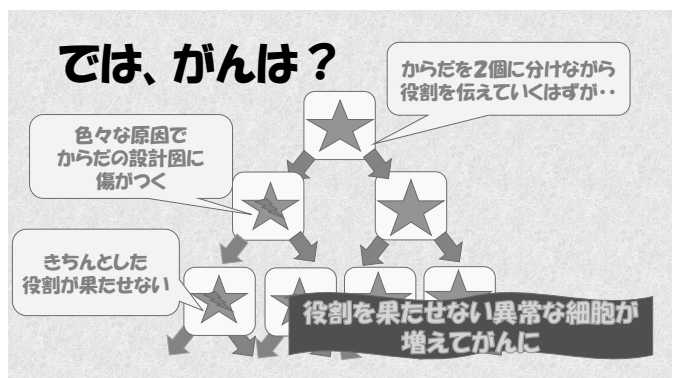 では、がんは？
からだを2個に分けながら
役割を伝えていくはずが・・
色々な原因で
からだの設計図に
傷がつく
きちんとした
役割が果たせない
役割を果たせない異常な細胞が
増えてがんに